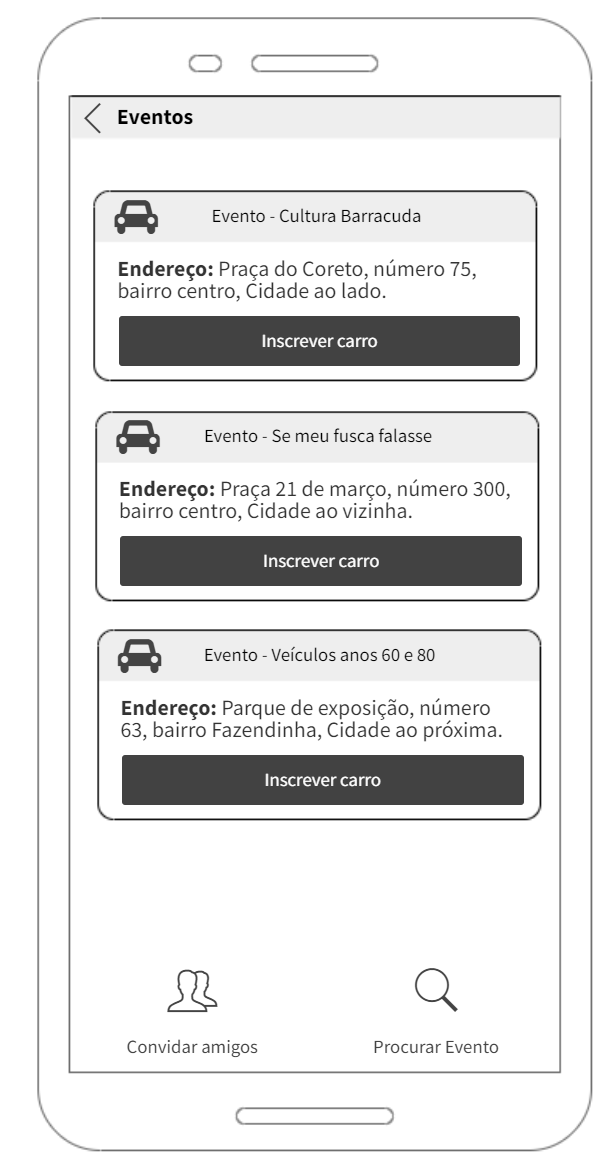 Eventos
Evento - Cultura Barracuda
Endereço: Praça do Coreto, número 75,
bairro centro, Cidade ao lado.
Inscrever carro
Evento - Se meu fusca falasse
Endereço: Praça 21 de março, número 300,
bairro centro, Cidade ao vizinha.
Inscrever carro
Evento - Veículos anos 60 e 80
Endereço: Parque de exposição, número
63, bairro Fazendinha, Cidade ao próxima.
Inscrever carro
Convidar amigos
Procurar Evento